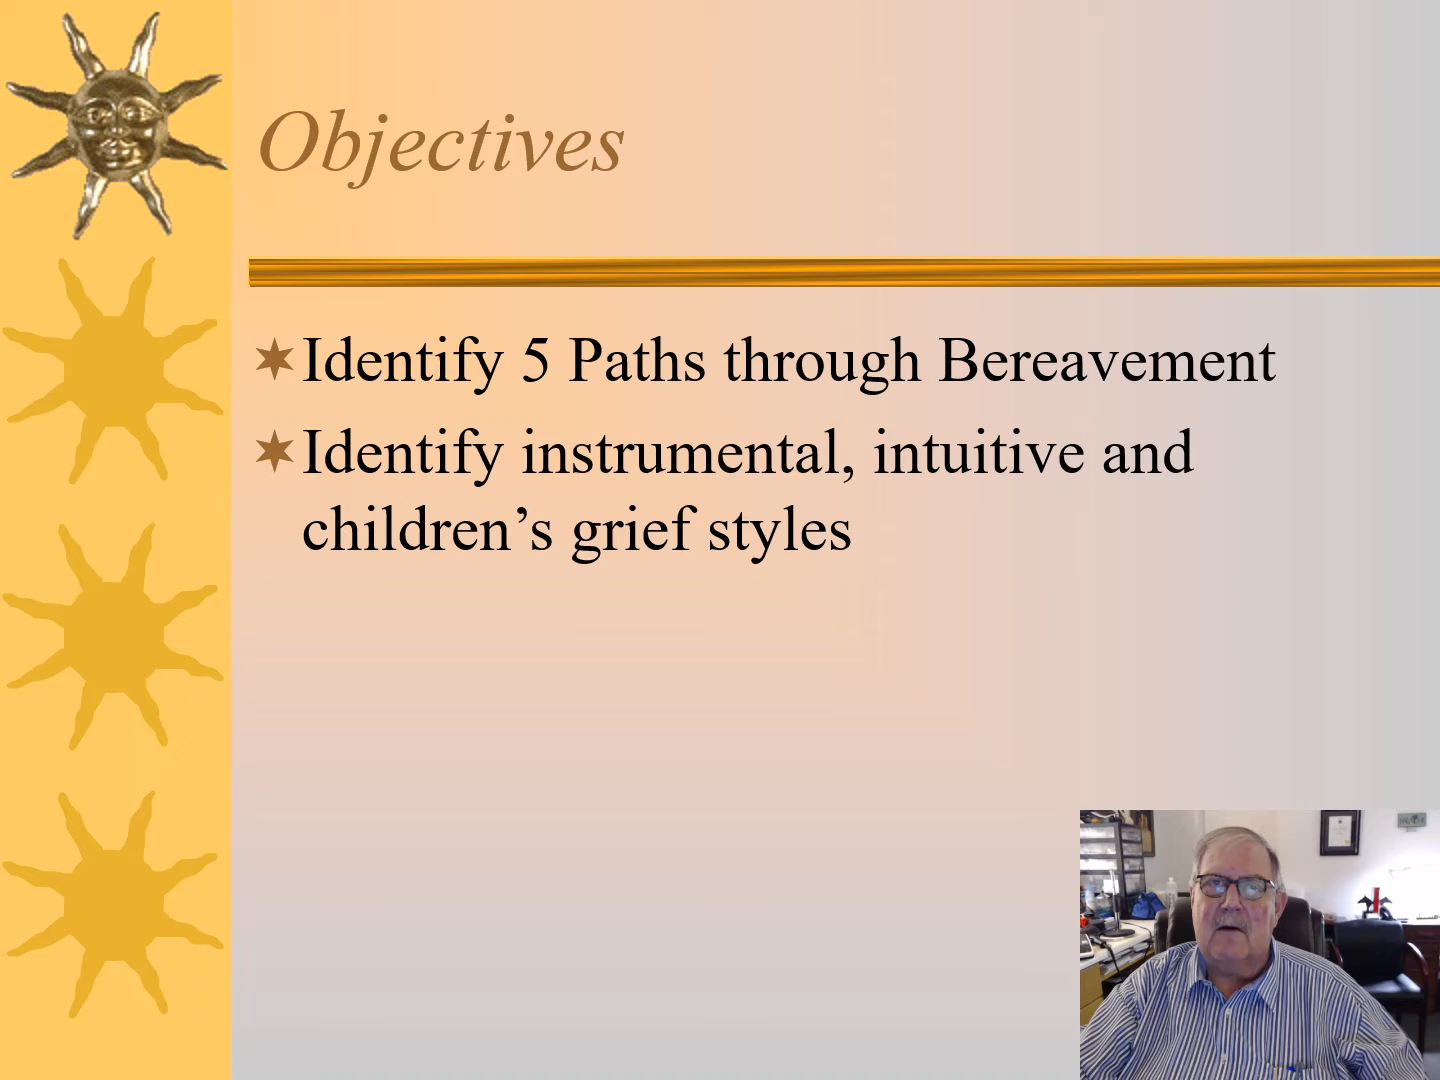 Objectives
Identify 5 Paths through Bereavement
Identify instrumental, intuitive and
children’s grief styles